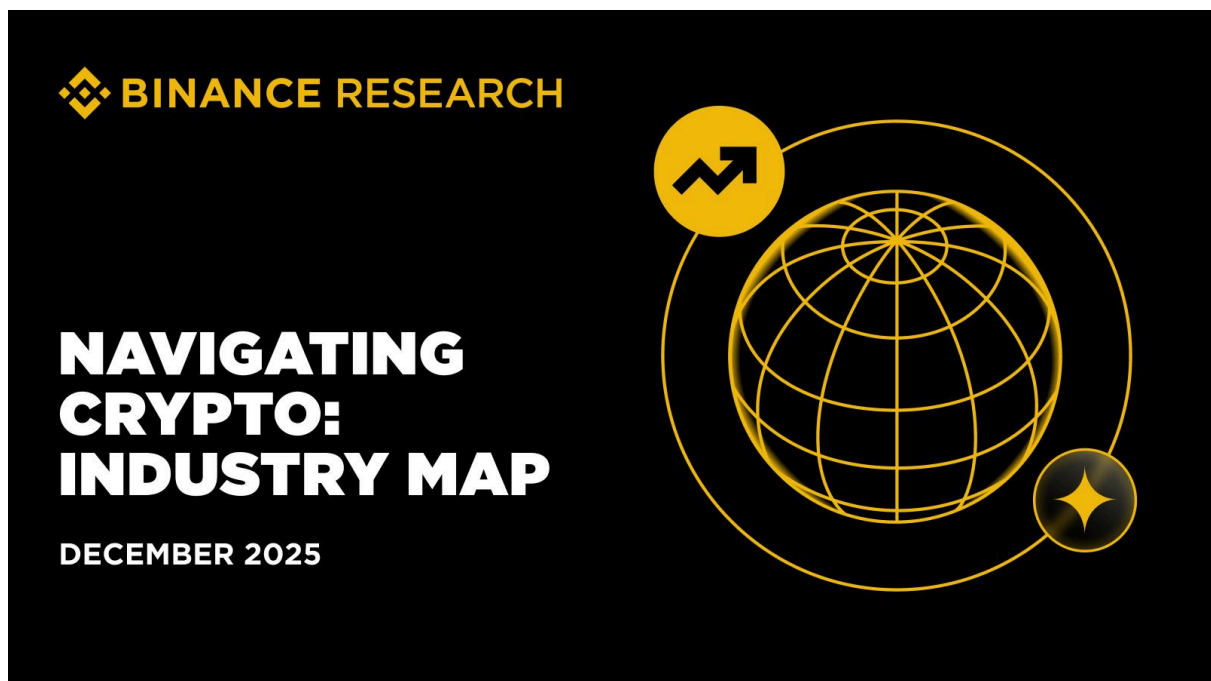 BINANCE RESEARCH
NAVIGATING
CRYPTO:
INDUSTRY MAP
DECEMBER 2025